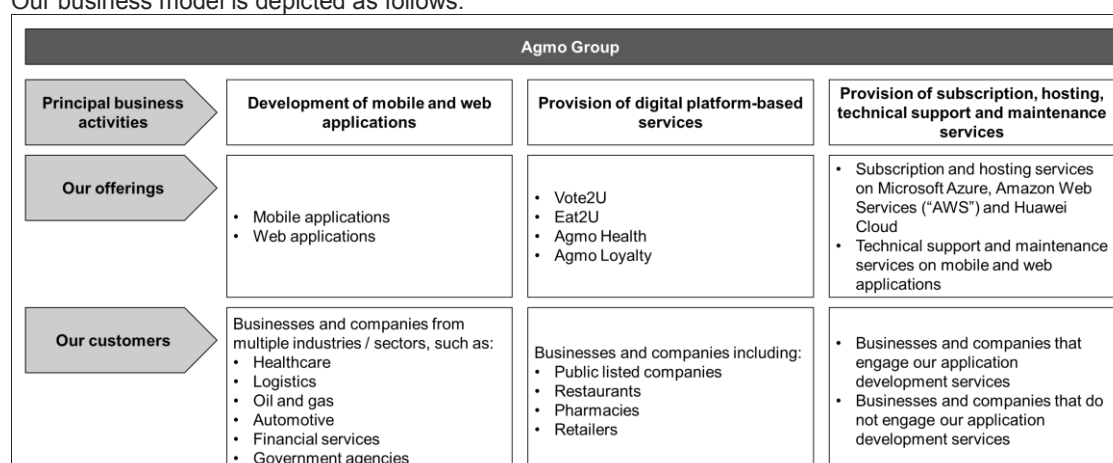 Our business model is depicted as follows:
Agmo Group
Principal business
activities
Development of mobile and web
applications
Provision of digital platform-based
services
Provision of subscription, hosting,
technical support and maintenance
services
Our offerings
• Mobile applications
• Web applications
• Vote2U
• Eat2U
• Agmo Health
• Agmo Loyalty
• Subscription and hosting services
on Microsoft Azure, Amazon Web
Services (“AWS”) and Huawei
Cloud
• Technical support and maintenance
services on mobile and web
applications
Our customers
Businesses and companies from
multiple industries / sectors, such as:
• Healthcare
• Logistics
• Oil and gas
• Automotive
• Financial services
• Government agencies
Businesses and companies including:
• Public listed companies
• Restaurants
• Pharmacies
• Retailers
• Businesses and companies that
engage our application
development services
• Businesses and companies that do
not engage our application
development services